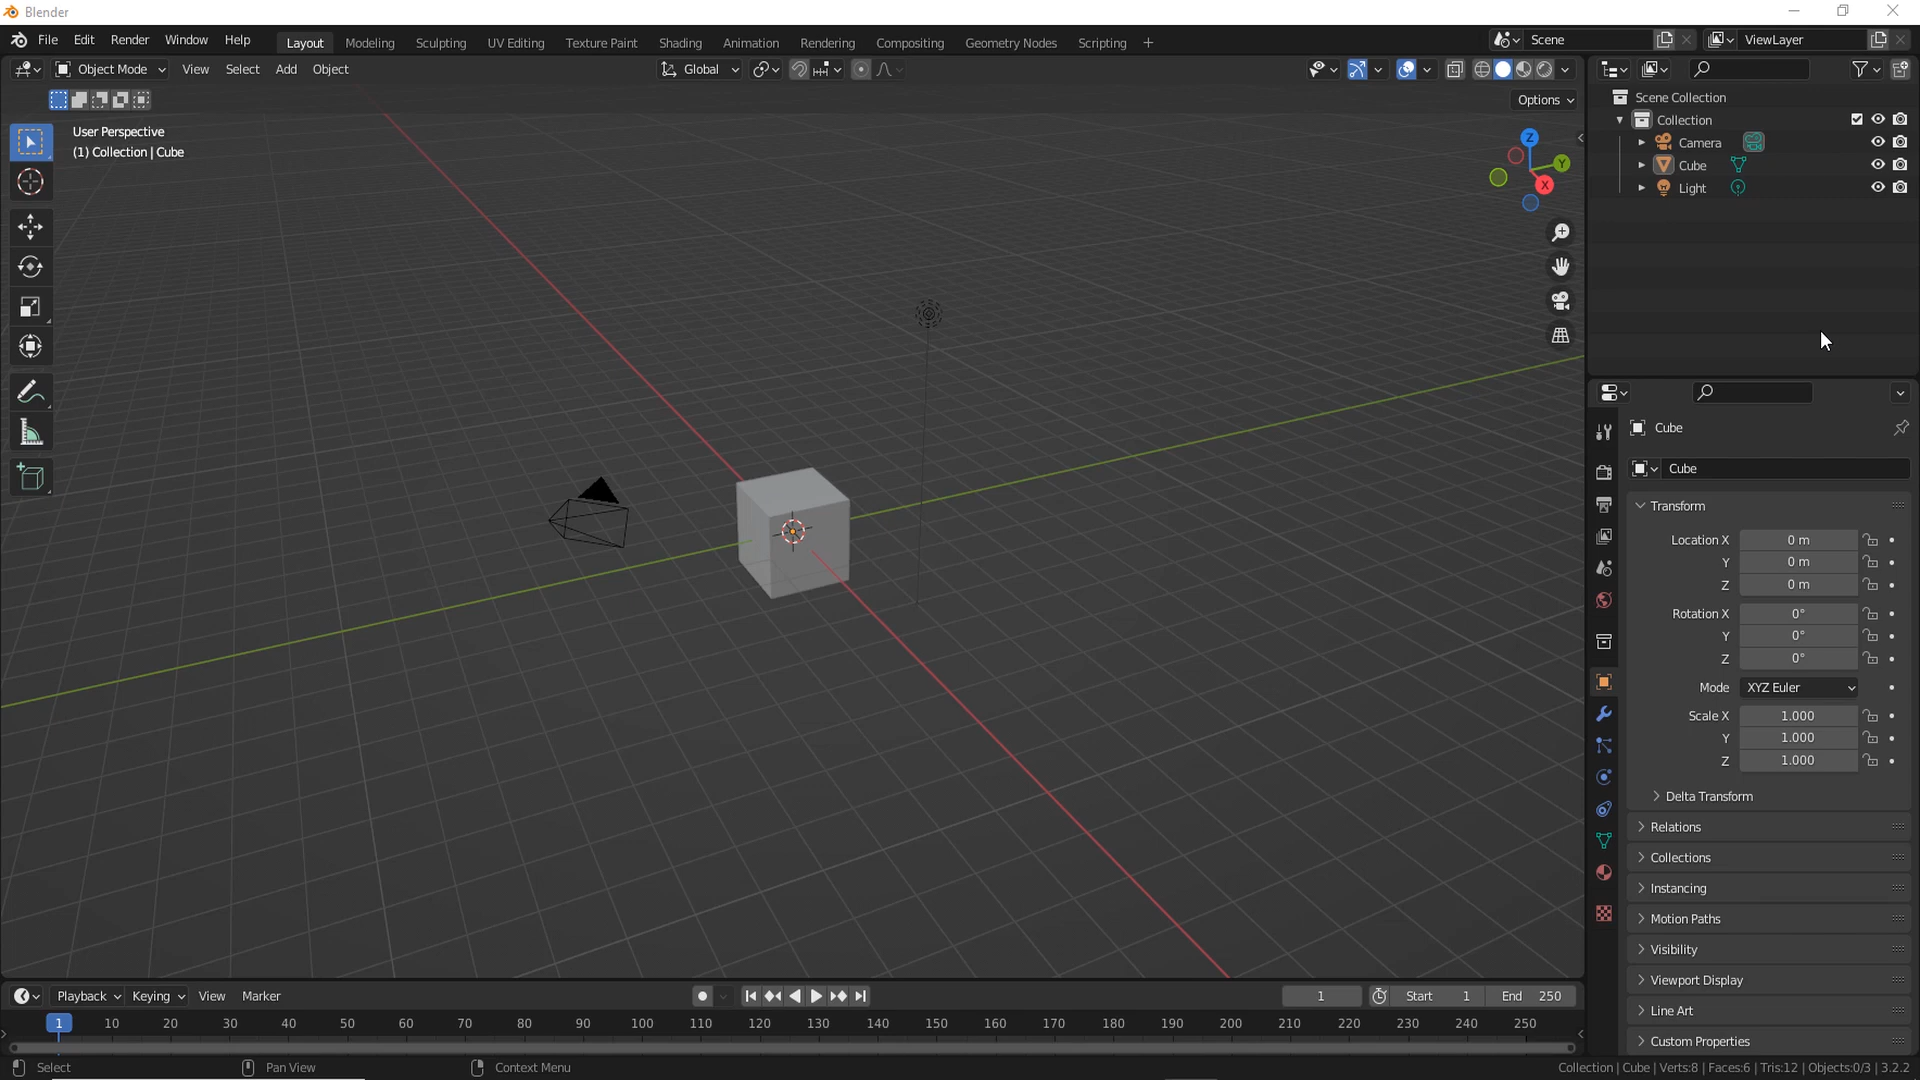 Blender
File Edit Render Window Help Layout Modeling Sculpting UV Editing Texture Paint Shading Animation Rendering Compositing Geometry Nodes Scripting + Scene ViewLayer
Object Mode View Select Add Object Global
Options
User Perspective
(1) Collection | Cube
Z
Y
X
Scene Collection
Collection
Camera
Cube
Light
Cube
Cube
Transform
Location X 0 m
Y 0 m
Z 0 m
Rotation X 0°
Y 0°
Z 0°
Mode XYZ Euler
Scale X 1.000
Y 1.000
Z 1.000
Delta Transform
Relations
Collections
Instancing
Motion Paths
Visibility
Viewport Display
Line Art
Custom Properties
Playback Keying View Marker 1 Start 1 End 250
1 10 20 30 40 50 60 70 80 90 100 110 120 130 140 150 160 170 180 190 200 210 220 230 240 250
Select Pan View Context Menu Collection | Cube | Verts:8 | Faces:6 | Tris:12 | Objects:0/3 | 3.2.2